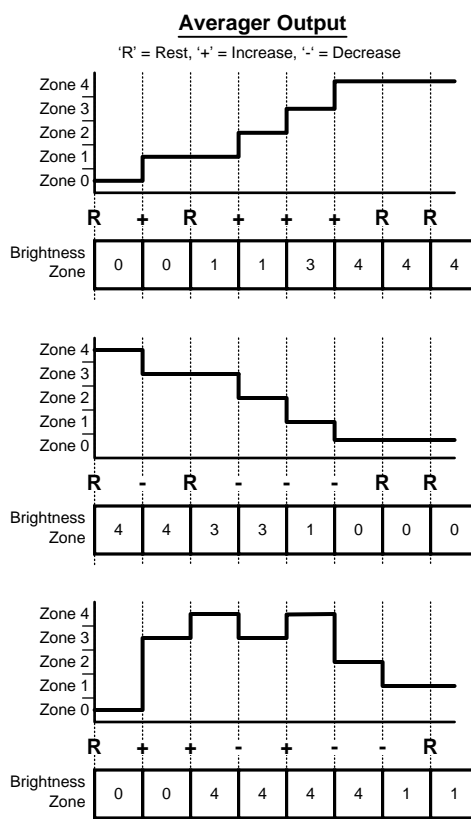 Averager Output
'R' = Rest, '+' = Increase, '-' = Decrease
Zone 4
Zone 3
Zone 2
Zone 1
Zone 0
R + R + + + R R
Brightness Zone 0 0 1 1 3 4 4 4
Zone 4
Zone 3
Zone 2
Zone 1
Zone 0
R - R - - - R R
Brightness Zone 4 4 3 3 1 0 0 0
Zone 4
Zone 3
Zone 2
Zone 1
Zone 0
R + + - + - - R
Brightness Zone 0 0 4 4 4 4 1 1